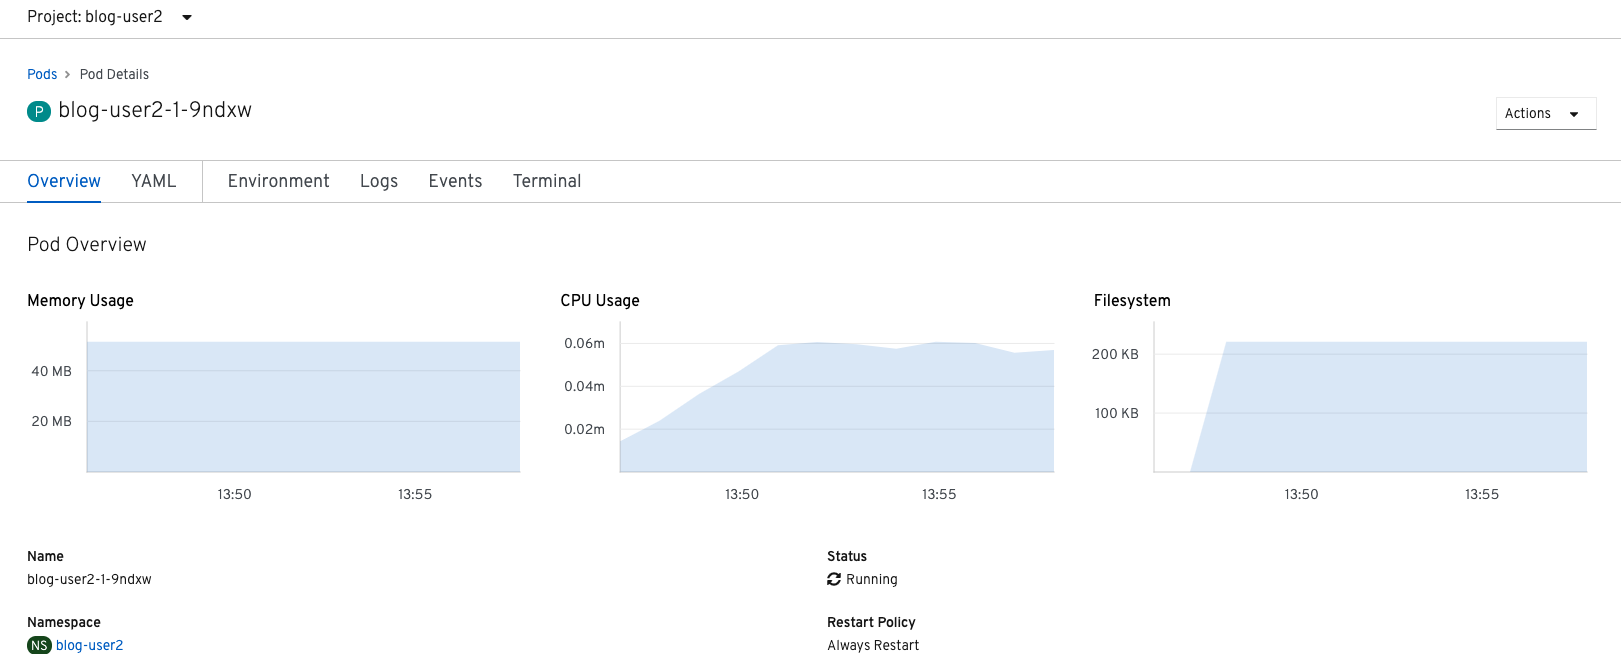 Project: blog-user2
Pods > Pod Details
P blog-user2-1-9ndxw
Actions
Overview YAML Environment Logs Events Terminal
Pod Overview
Memory Usage
40 MB
20 MB
13:50 13:55
CPU Usage
0.06m
0.04m
0.02m
13:50 13:55
Filesystem
200 KB
100 KB
13:50 13:55
Name
blog-user2-1-9ndxw
Status
Running
Namespace
NS blog-user2
Restart Policy
Always Restart